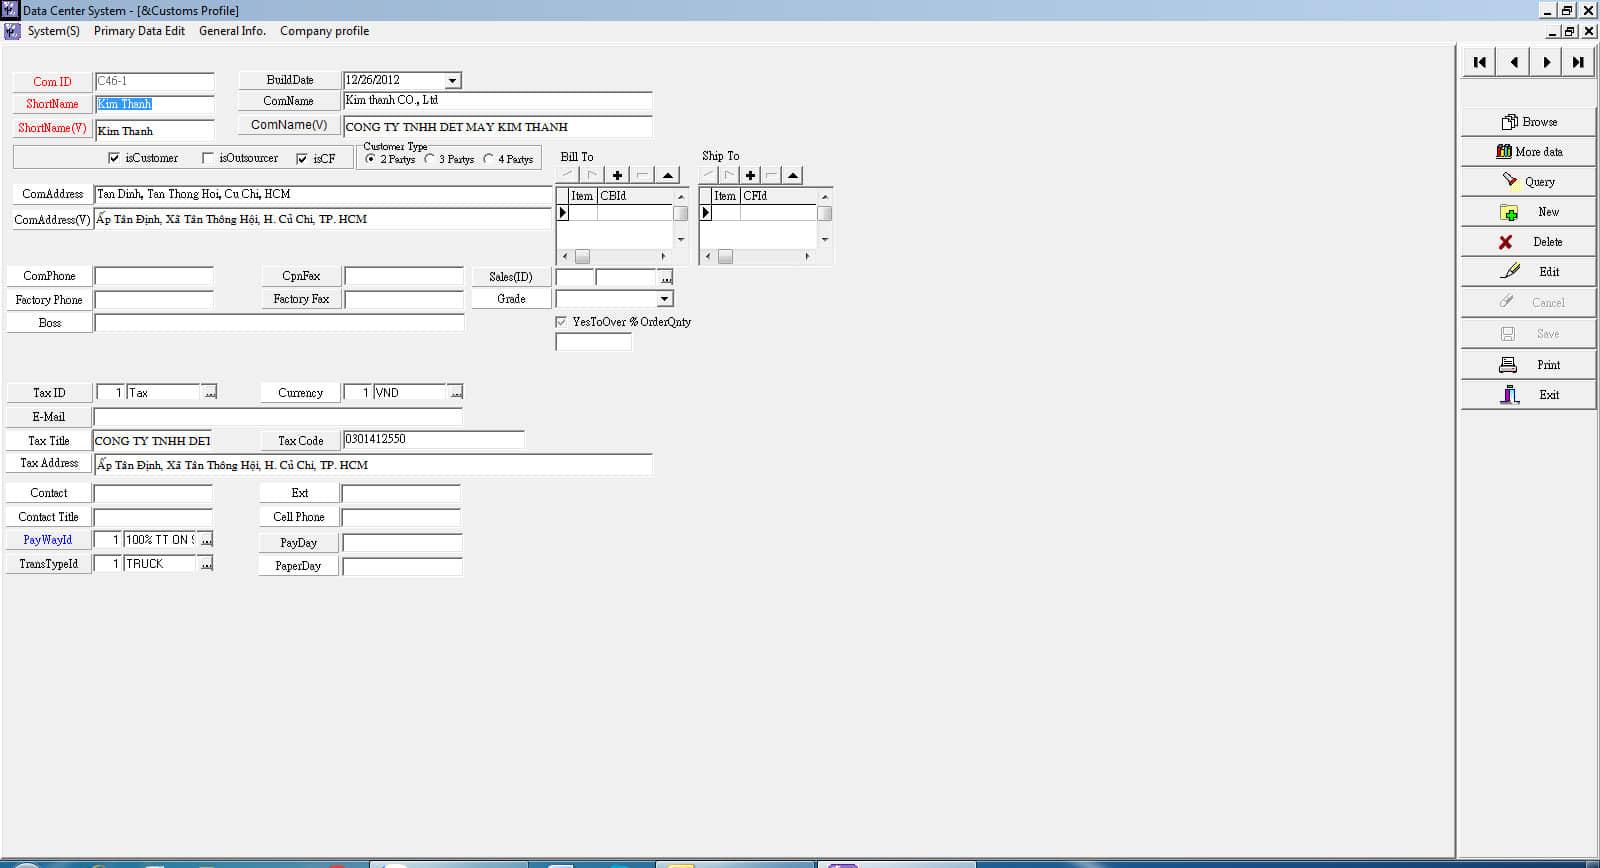 Data Center System - [&Customs Profile]
System(S) Primary Data Edit General Info. Company profile
Com ID C46-1 BuildDate 12/26/2012
ShortName Kim Thanh ComName Kim thanh CO., Ltd
ShortName(V) Kim Thanh ComName(V) CONG TY TNHH DET MAY KIM THANH
isCustomer isOutsourcer isCF Customer Type 2 Partys 3 Partys 4 Partys
Bill To Ship To
Item CBId Item CFId
ComAddress Tan Dinh, Tan Thong Hoi, Cu Chi, HCM
ComAddress(V) Ấp Tân Định, Xã Tân Thông Hội, H. Củ Chi, TP. HCM
ComPhone CpnFax Sales(ID) ...
Factory Phone Factory Fax Grade
Boss YesToOver % OrderQnty
Tax ID 1 Tax ... Currency 1 VND ...
E-Mail
Tax Title CONG TY TNHH DET Tax Code 0301412550
Tax Address Ấp Tân Định, Xã Tân Thông Hội, H. Củ Chi, TP. HCM
Contact Ext
Contact Title Cell Phone
PayWayId 1 100% TT ON ... PayDay
TransTypeId 1 TRUCK ... PaperDay
Browse
More data
Query
New
Delete
Edit
Cancel
Save
Print
Exit